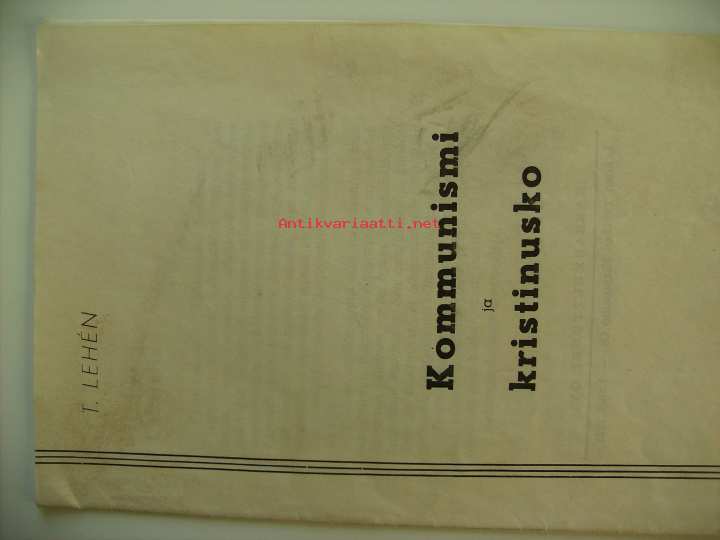 T. LEHÉN
Kommunismi
ja
kristinusko
Antikvariaatti.net